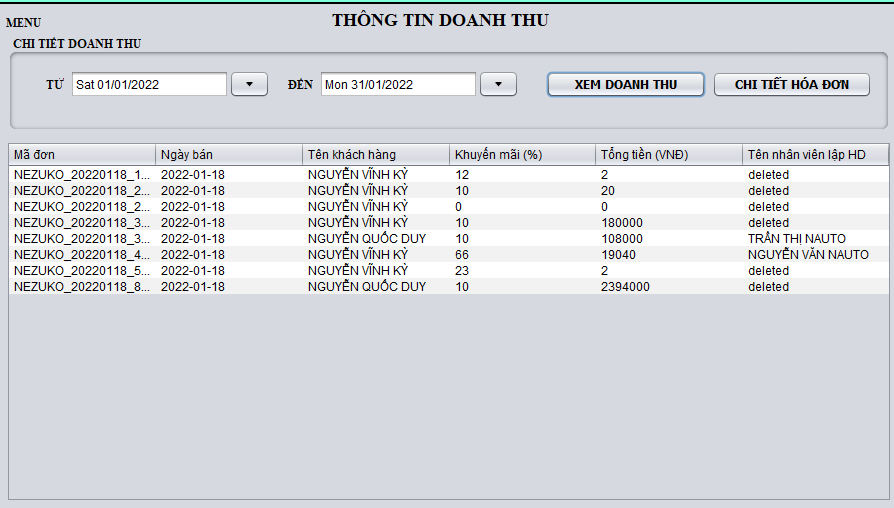 THÔNG TIN DOANH THU
MENU
CHI TIẾT DOANH THU
TỪ Sat 01/01/2022 ĐẾN Mon 31/01/2022 XEM DOANH THU CHI TIẾT HÓA ĐƠN
Mã đơn Ngày bán Tên khách hàng Khuyến mãi (%) Tổng tiền (VNĐ) Tên nhân viên lập HD
NEZUKO_20220118_1... 2022-01-18 NGUYỄN VĨNH KỲ 12 2 deleted
NEZUKO_20220118_2... 2022-01-18 NGUYỄN VĨNH KỲ 10 20 deleted
NEZUKO_20220118_2... 2022-01-18 NGUYỄN VĨNH KỲ 0 0 deleted
NEZUKO_20220118_3... 2022-01-18 NGUYỄN VĨNH KỲ 10 180000 deleted
NEZUKO_20220118_3... 2022-01-18 NGUYỄN QUỐC DUY 10 108000 TRẦN THỊ NAUTO
NEZUKO_20220118_4... 2022-01-18 NGUYỄN VĨNH KỲ 66 19040 NGUYỄN VĂN NAUTO
NEZUKO_20220118_5... 2022-01-18 NGUYỄN VĨNH KỲ 23 2 deleted
NEZUKO_20220118_8... 2022-01-18 NGUYỄN QUỐC DUY 10 2394000 deleted